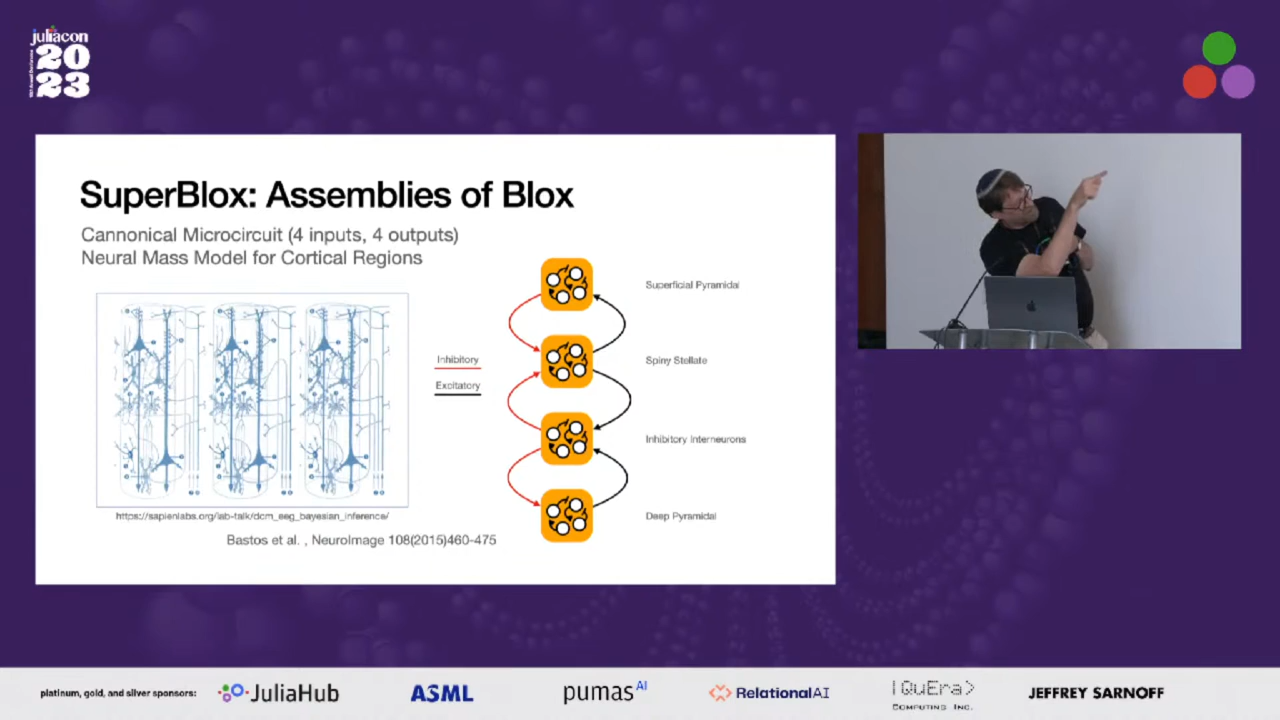 juliacon
20
23
SuperBlox: Assemblies of Blox
Cannonical Microcircuit (4 inputs, 4 outputs)
Neural Mass Model for Cortical Regions
Inhibitory
Excitatory
Superficial Pyramidal
Spiny Stellate
Inhibitory Interneurons
Deep Pyramidal
https://sapienlabs.org/lab-talk/dcm_eeg_bayesian_inference/
Bastos et al. , NeuroImage 108(2015)460-475
platinum, gold, and silver sponsors:
JuliaHub
ASML
pumas AI
RelationalAI
|QuEra>
COMPUTING INC.
JEFFREY SARNOFF